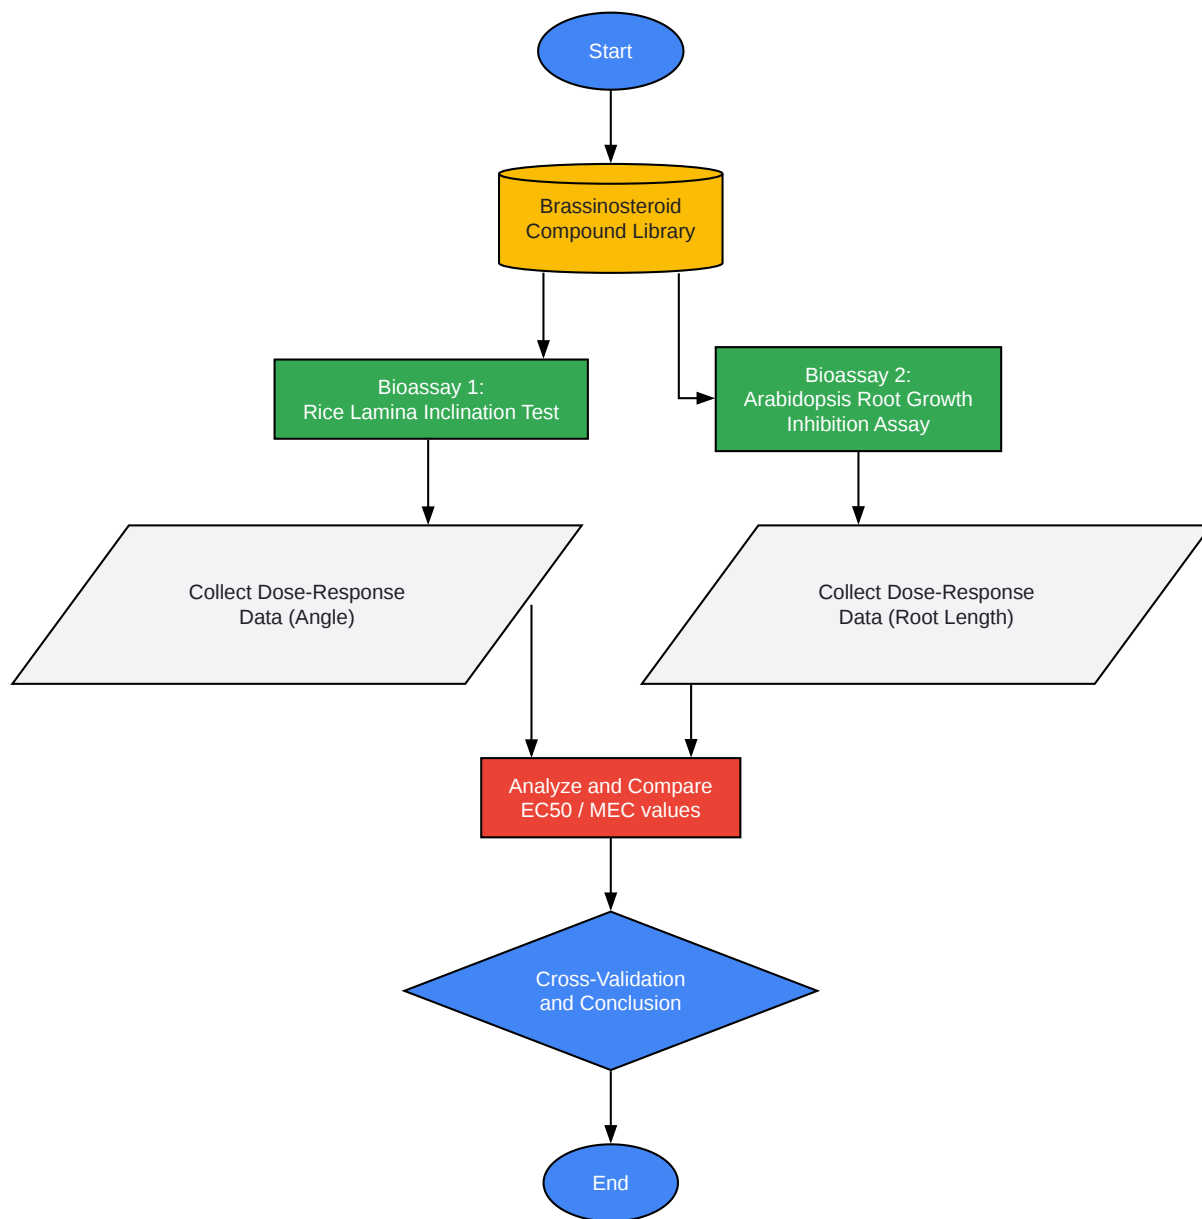 Start
Brassinosteroid
Compound Library
Bioassay 1:
Rice Lamina Inclination Test
Bioassay 2:
Arabidopsis Root Growth
Inhibition Assay
Collect Dose-Response
Data (Angle)
Collect Dose-Response
Data (Root Length)
Analyze and Compare
EC50 / MEC values
Cross-Validation
and Conclusion
End